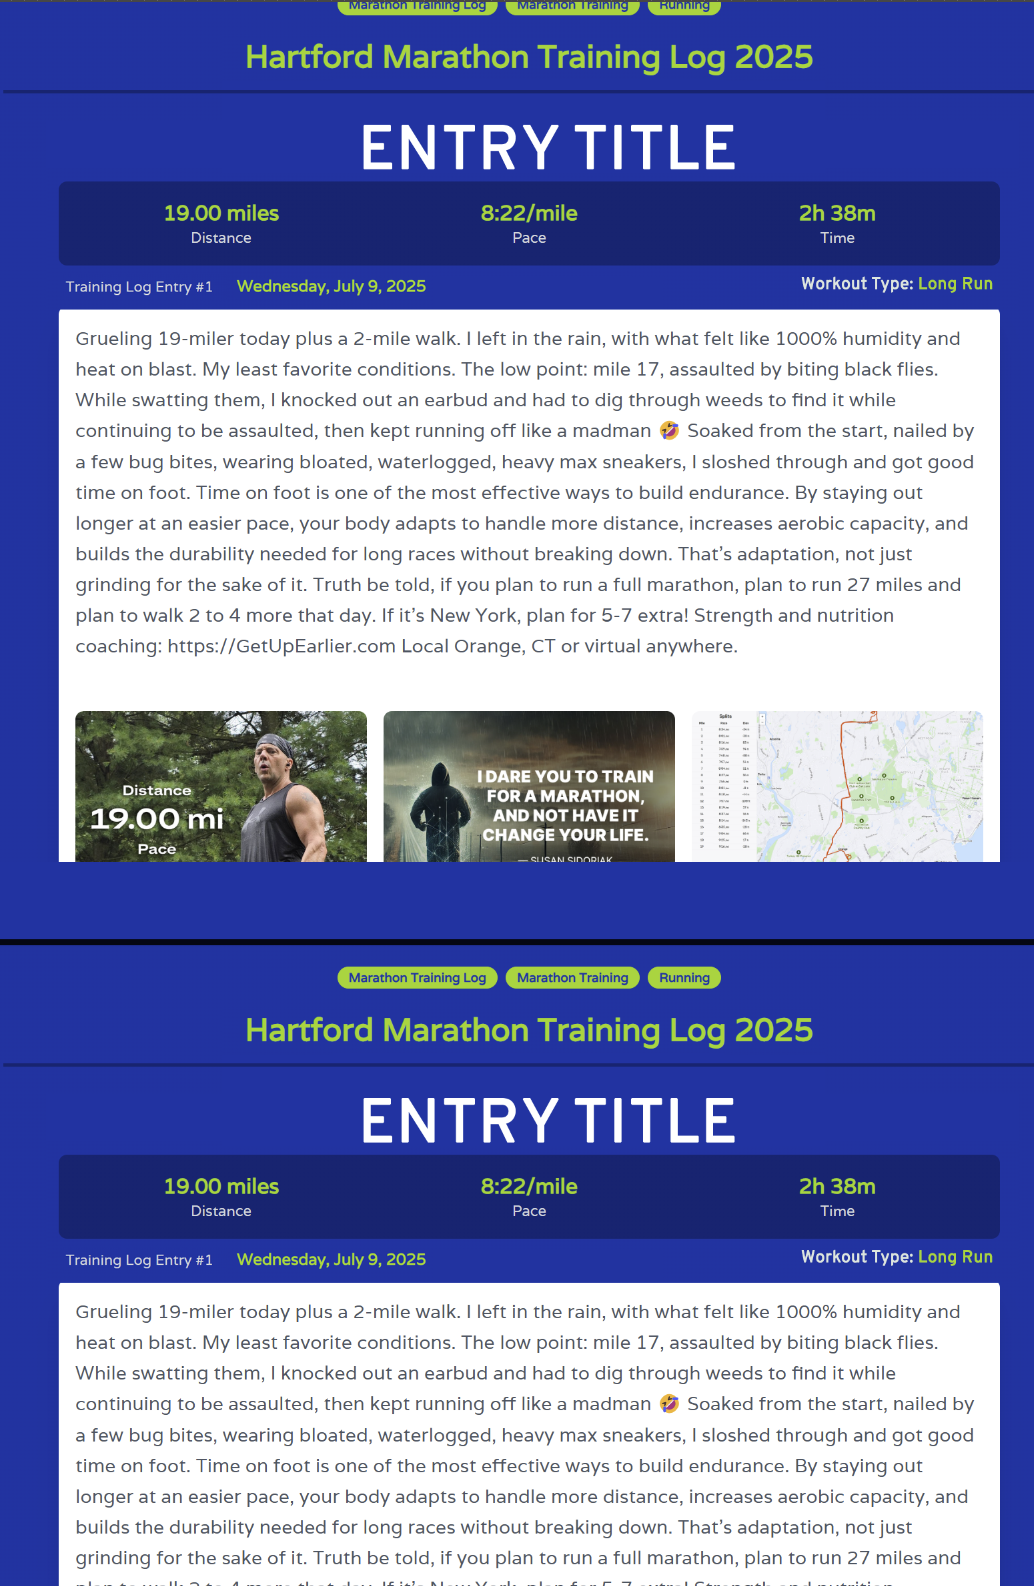 Marathon Training Log Marathon Training Running
Hartford Marathon Training Log 2025
ENTRY TITLE
19.00 miles 8:22/mile 2h 38m
Distance Pace Time
Training Log Entry #1 Wednesday, July 9, 2025 Workout Type: Long Run
Grueling 19-miler today plus a 2-mile walk. I left in the rain, with what felt like 1000% humidity and
heat on blast. My least favorite conditions. The low point: mile 17, assaulted by biting black flies.
While swatting them, I knocked out an earbud and had to dig through weeds to find it while
continuing to be assaulted, then kept running off like a madman 🤣 Soaked from the start, nailed by
a few bug bites, wearing bloated, waterlogged, heavy max sneakers, I sloshed through and got good
time on foot. Time on foot is one of the most effective ways to build endurance. By staying out
longer at an easier pace, your body adapts to handle more distance, increases aerobic capacity, and
builds the durability needed for long races without breaking down. That's adaptation, not just
grinding for the sake of it. Truth be told, if you plan to run a full marathon, plan to run 27 miles and
plan to walk 2 to 4 more that day. If it's New York, plan for 5-7 extra! Strength and nutrition
coaching: https://GetUpEarlier.com Local Orange, CT or virtual anywhere.
Distance
19.00 mi
Pace
I DARE YOU TO TRAIN
FOR A MARATHON,
AND NOT HAVE IT
CHANGE YOUR LIFE.
— SUSAN SIDORIAK
Splits
Marathon Training Log Marathon Training Running
Hartford Marathon Training Log 2025
ENTRY TITLE
19.00 miles 8:22/mile 2h 38m
Distance Pace Time
Training Log Entry #1 Wednesday, July 9, 2025 Workout Type: Long Run
Grueling 19-miler today plus a 2-mile walk. I left in the rain, with what felt like 1000% humidity and
heat on blast. My least favorite conditions. The low point: mile 17, assaulted by biting black flies.
While swatting them, I knocked out an earbud and had to dig through weeds to find it while
continuing to be assaulted, then kept running off like a madman 🤣 Soaked from the start, nailed by
a few bug bites, wearing bloated, waterlogged, heavy max sneakers, I sloshed through and got good
time on foot. Time on foot is one of the most effective ways to build endurance. By staying out
longer at an easier pace, your body adapts to handle more distance, increases aerobic capacity, and
builds the durability needed for long races without breaking down. That's adaptation, not just
grinding for the sake of it. Truth be told, if you plan to run a full marathon, plan to run 27 miles and
plan to walk 2 to 4 more that day. If it's New York, plan for 5-7 extra! Strength and nutrition